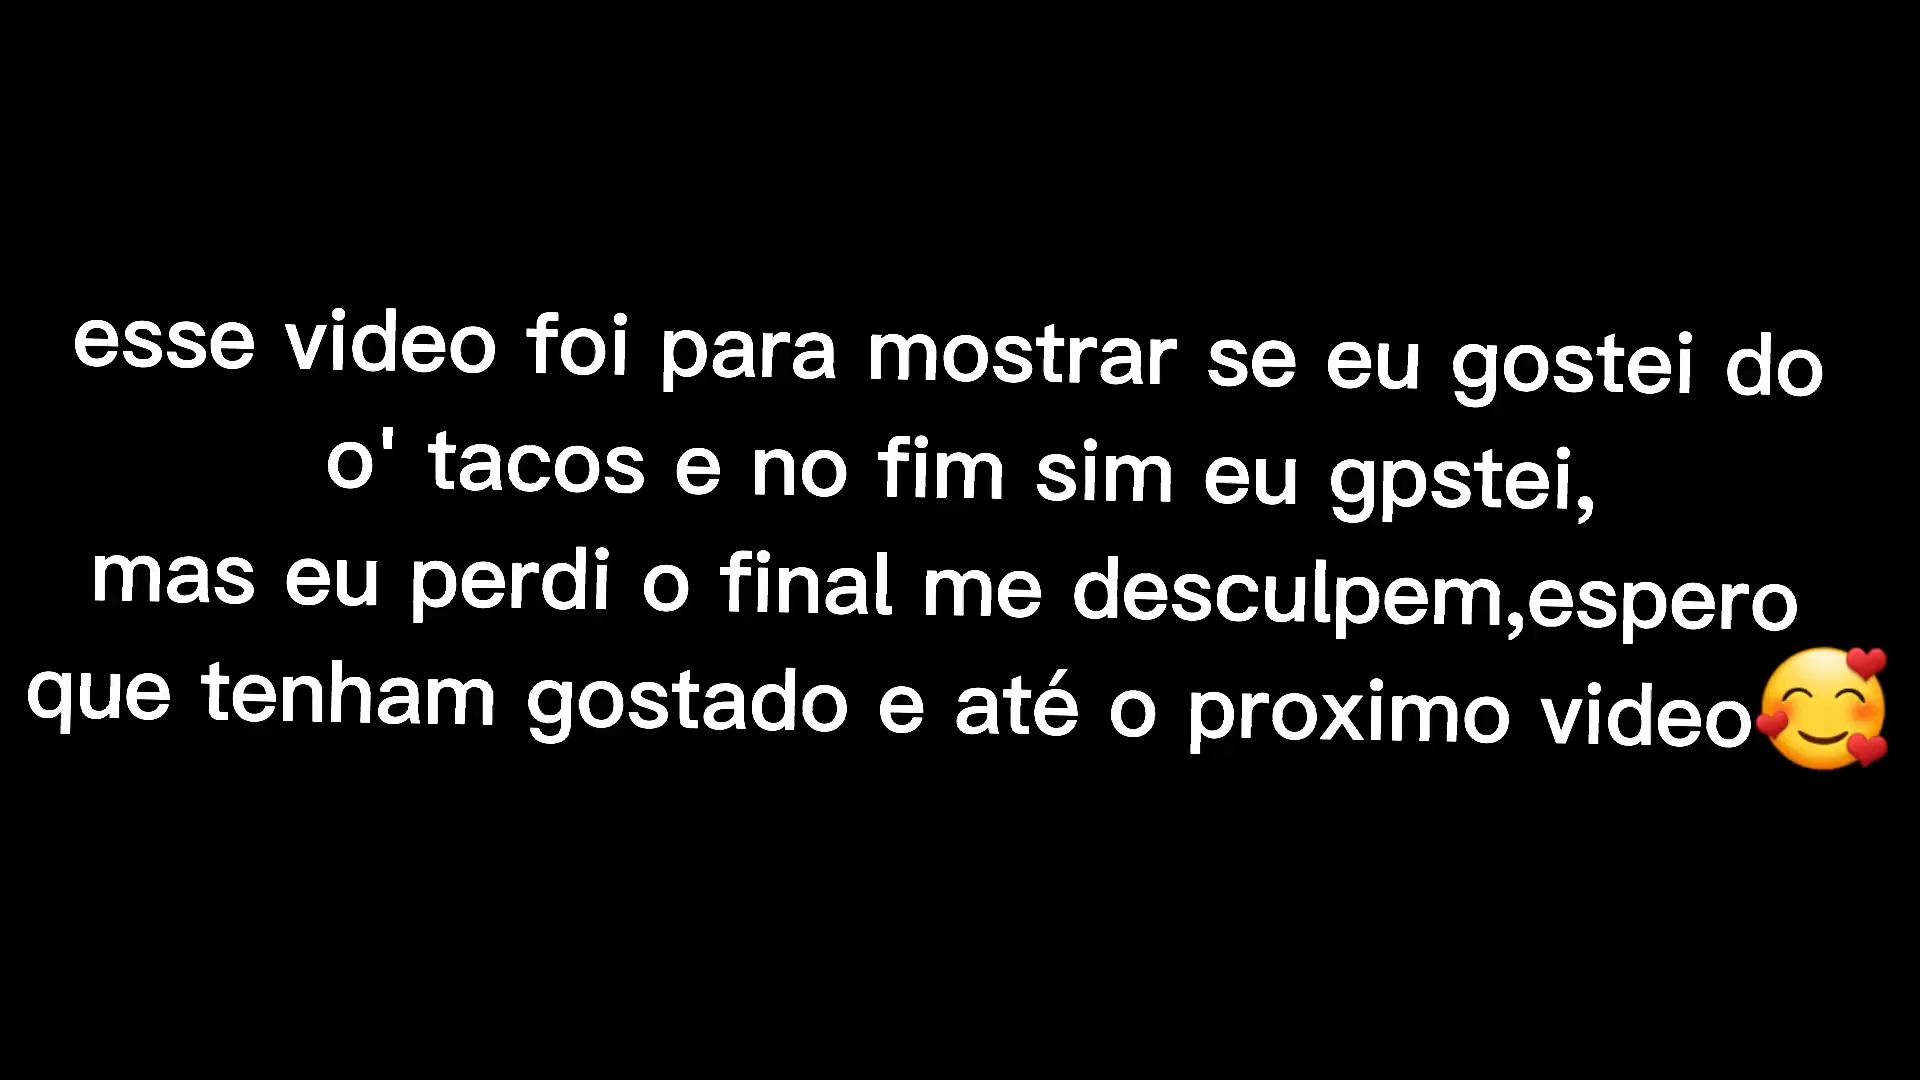 esse video foi para mostrar se eu gostei do
o' tacos e no fim sim eu gpstei,
mas eu perdi o final me desculpem,espero
que tenham gostado e até o proximo video🥰